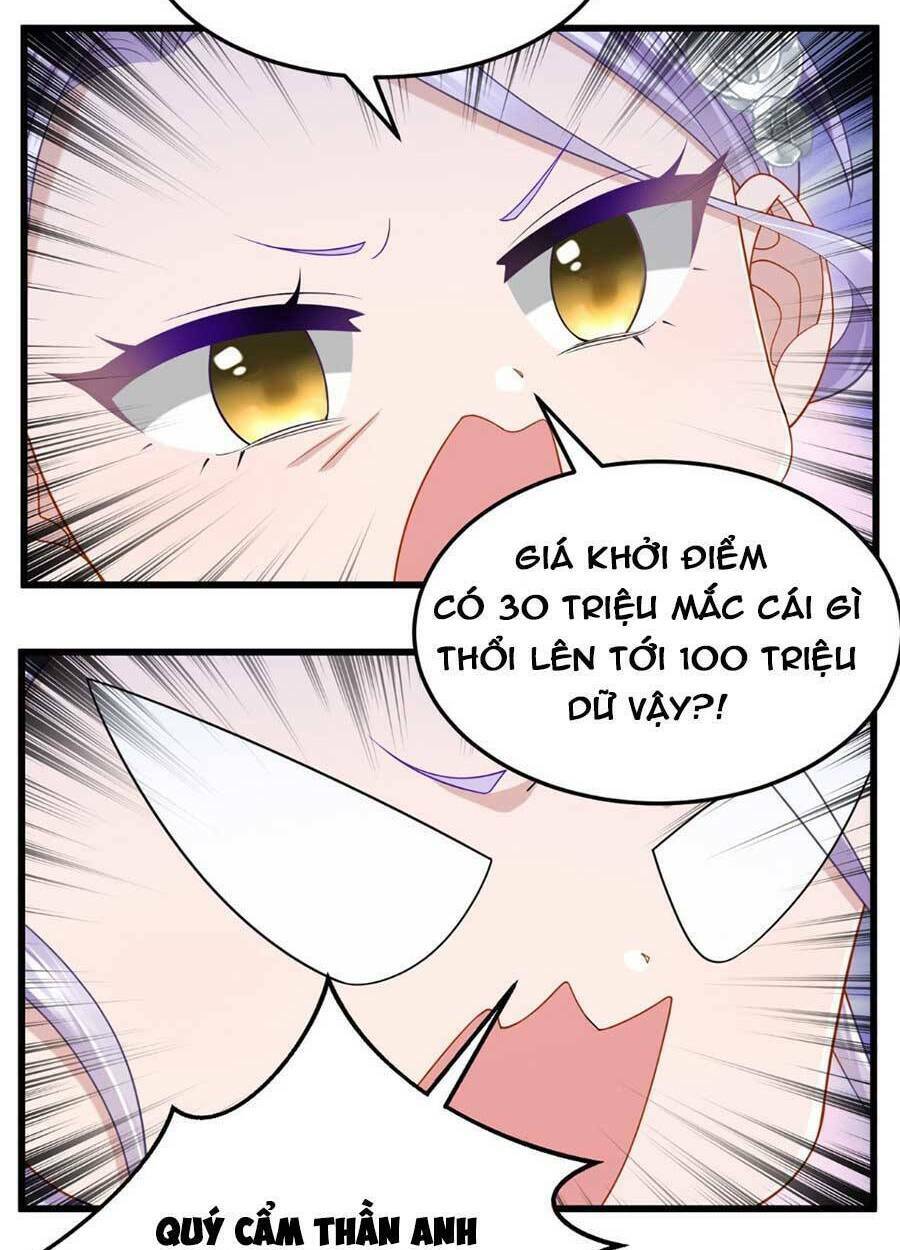 GIÁ KHỞI ĐIỂM
CÓ 30 TRIỆU MẮC CÁI GÌ
THỔI LÊN TỚI 100 TRIỆU
DỮ VẬY?!
QUÝ CẨM THẦN ANH